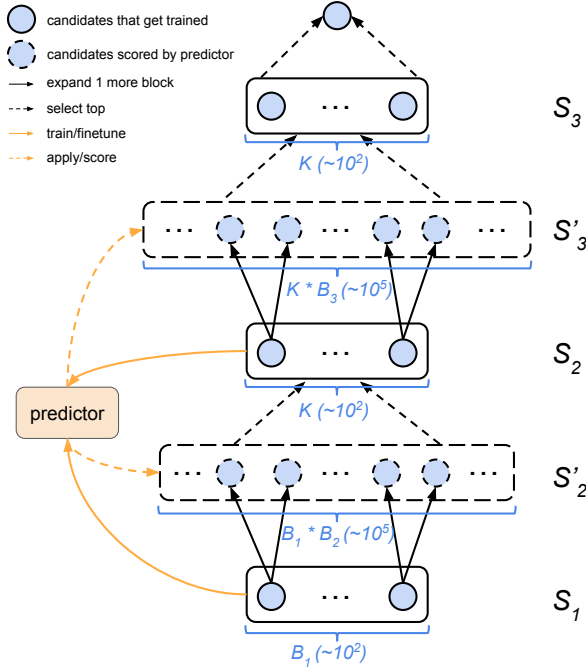 candidates that get trained
candidates scored by predictor
expand 1 more block
select top
train/finetune
apply/score
... S₃
K (~10²)
... ... ... S'₃
K * B₃ (~10⁵)
... S₂
K (~10²)
predictor
... ... ... S'₂
B₁ * B₂ (~10⁵)
... S₁
B₁ (~10²)